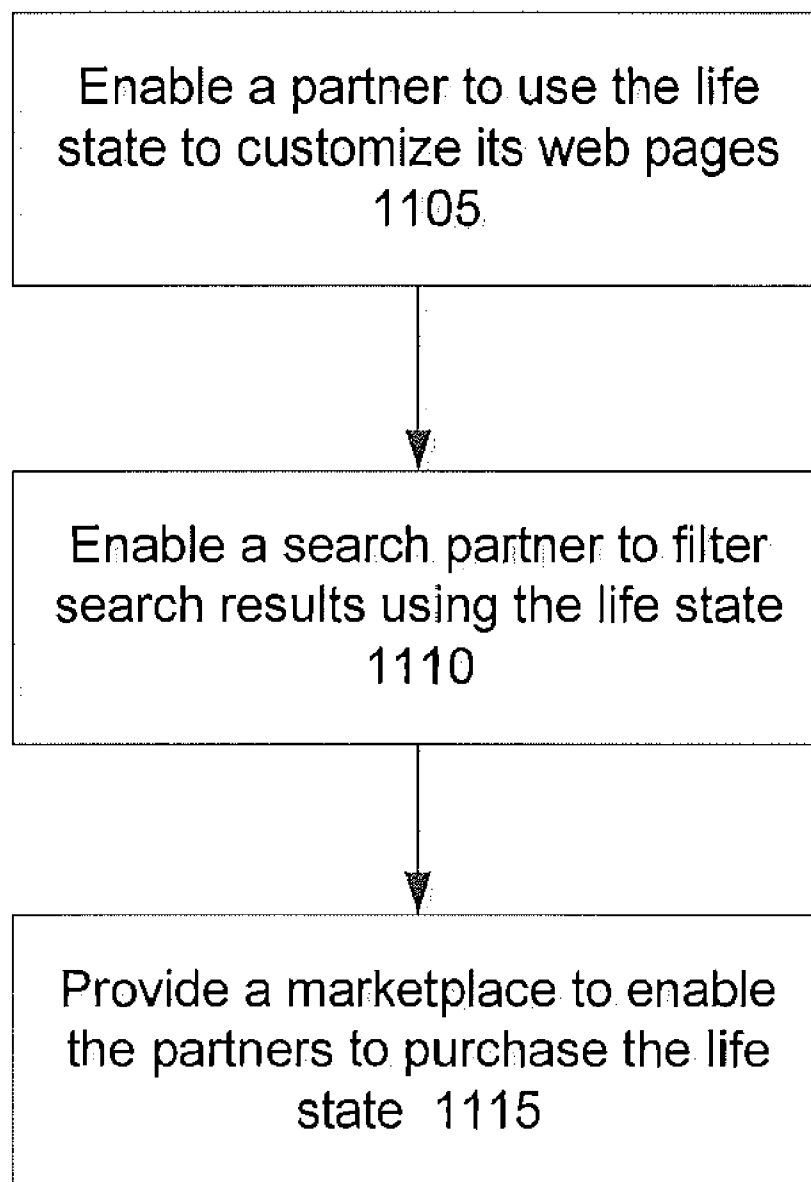 Enable a partner to use the life
state to customize its web pages
1105
Enable a search partner to filter
search results using the life state
1110
Provide a marketplace to enable
the partners to purchase the life
state 1115